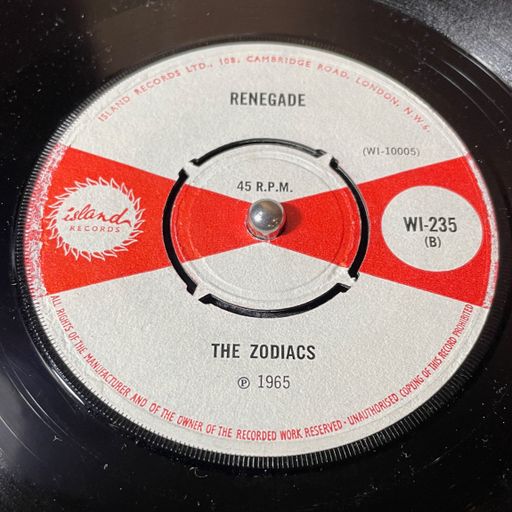 ISLAND RECORDS LTD., 108, CAMBRIDGE ROAD, LONDON, N.W.6.
RENEGADE
(WI-10005)
45 R.P.M.
island
RECORDS
WI-235
(B)
THE ZODIACS
℗ 1965
ALL RIGHTS OF THE MANUFACTURER AND OF THE OWNER OF THE RECORDED WORK RESERVED - UNAUTHORISED COPYING OF THIS RECORD PROHIBITED